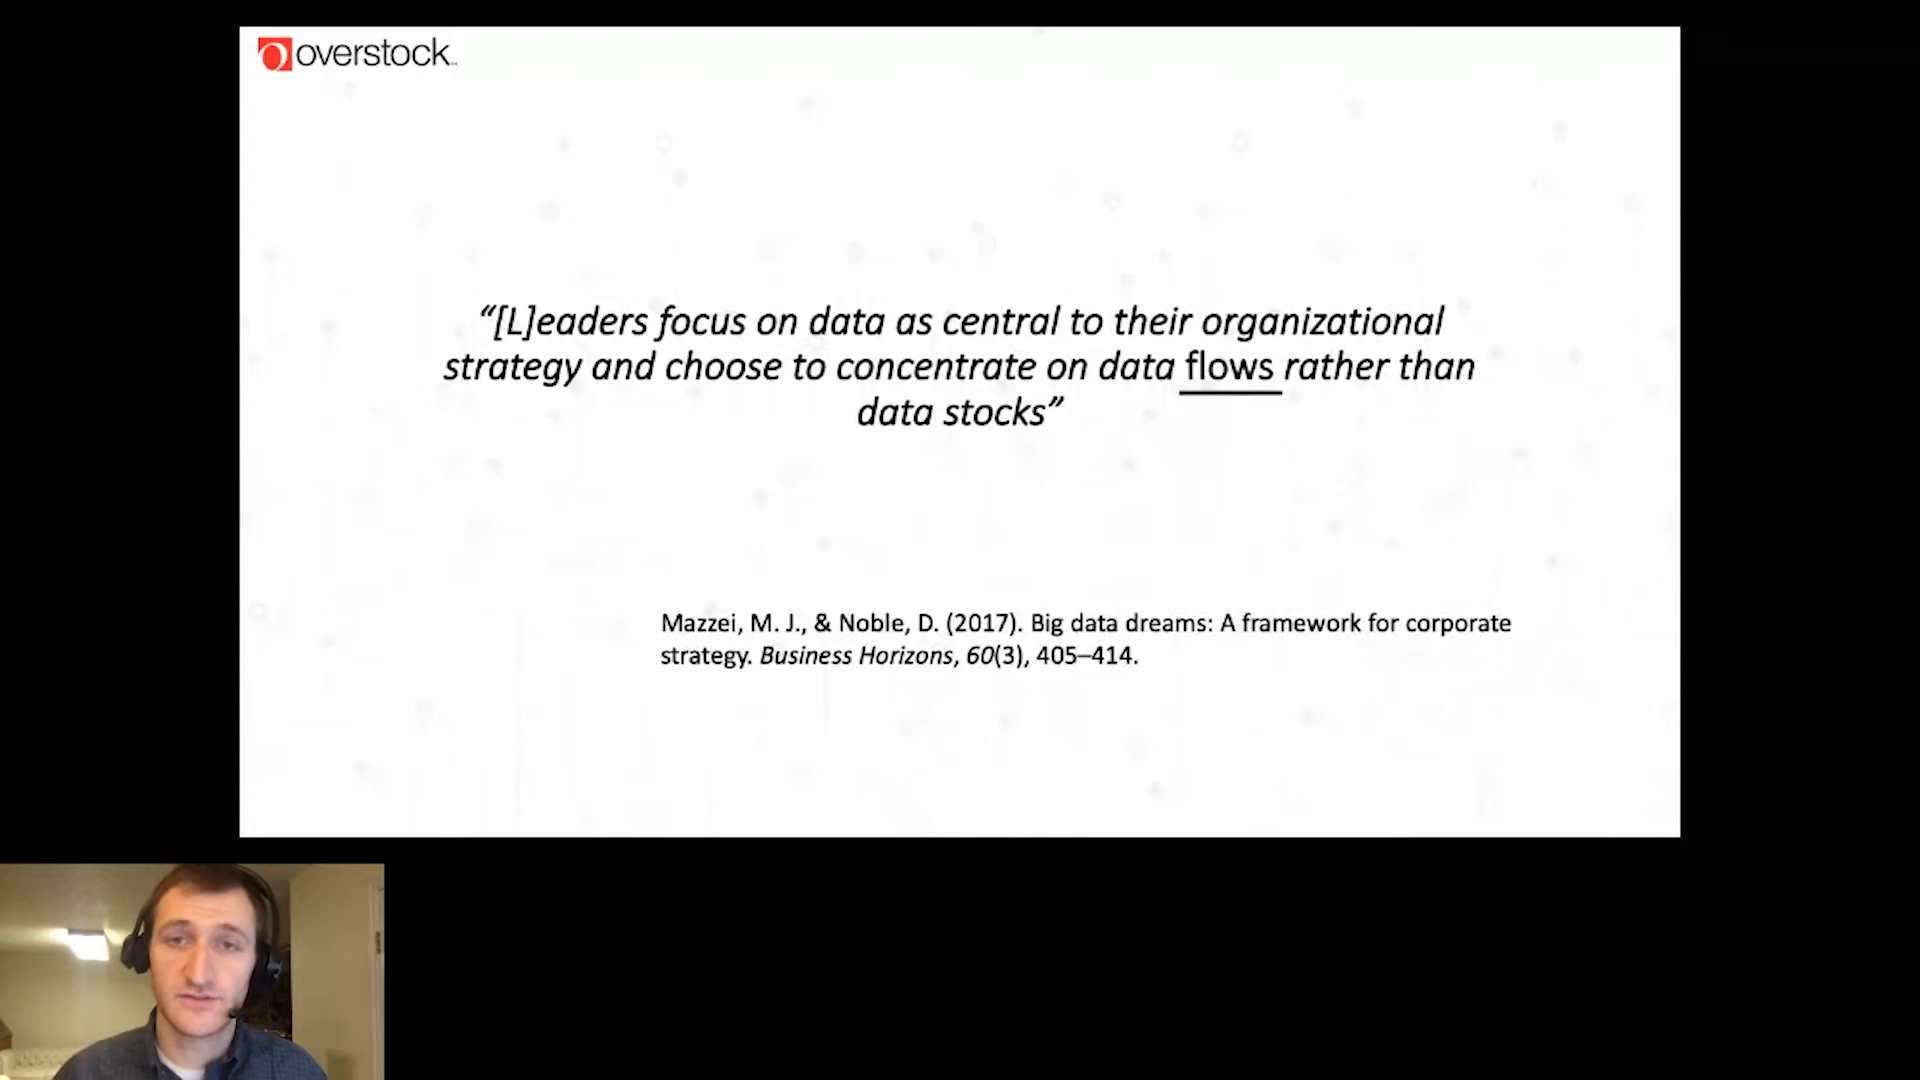 overstock
“[L]eaders focus on data as central to their organizational
strategy and choose to concentrate on data flows rather than
data stocks”
Mazzei, M. J., & Noble, D. (2017). Big data dreams: A framework for corporate
strategy. Business Horizons, 60(3), 405–414.